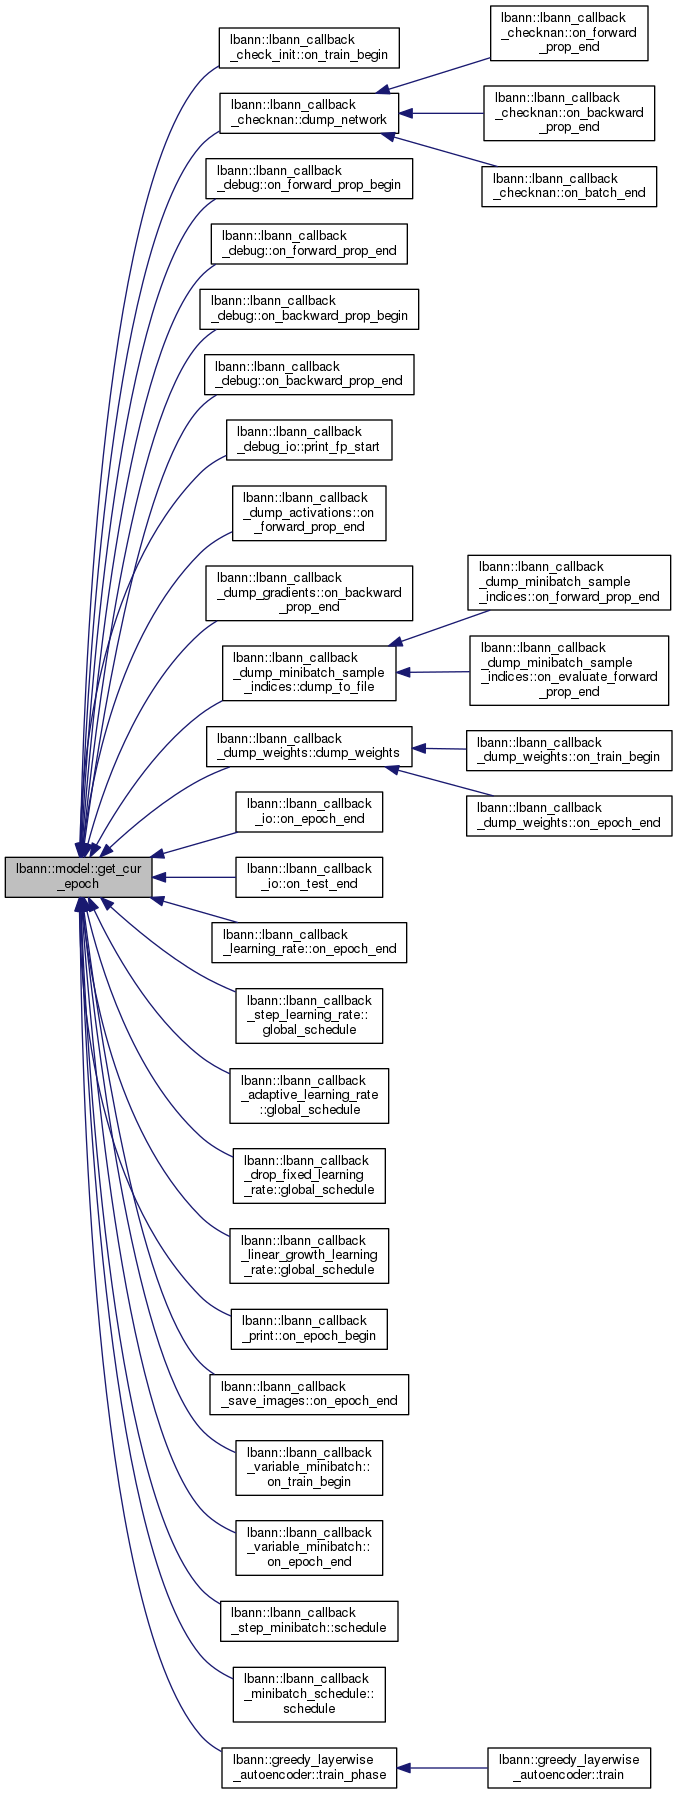 lbann::lbann_callback
_check_init::on_train_begin
lbann::lbann_callback
_checknan::on_forward
_prop_end
lbann::lbann_callback
_checknan::dump_network
lbann::lbann_callback
_checknan::on_backward
_prop_end
lbann::lbann_callback
_checknan::on_batch_end
lbann::lbann_callback
_debug::on_forward_prop_begin
lbann::lbann_callback
_debug::on_forward_prop_end
lbann::lbann_callback
_debug::on_backward_prop_begin
lbann::lbann_callback
_debug::on_backward_prop_end
lbann::lbann_callback
_debug_io::print_fp_start
lbann::lbann_callback
_dump_activations::on
_forward_prop_end
lbann::lbann_callback
_dump_gradients::on_backward
_prop_end
lbann::lbann_callback
_dump_minibatch_sample
_indices::on_forward_prop_end
lbann::lbann_callback
_dump_minibatch_sample
_indices::dump_to_file
lbann::lbann_callback
_dump_minibatch_sample
_indices::on_evaluate_forward
_prop_end
lbann::lbann_callback
_dump_weights::dump_weights
lbann::lbann_callback
_dump_weights::on_train_begin
lbann::lbann_callback
_dump_weights::on_epoch_end
lbann::lbann_callback
_io::on_epoch_end
lbann::model::get_cur
_epoch
lbann::lbann_callback
_io::on_test_end
lbann::lbann_callback
_learning_rate::on_epoch_end
lbann::lbann_callback
_step_learning_rate::
global_schedule
lbann::lbann_callback
_adaptive_learning_rate
::global_schedule
lbann::lbann_callback
_drop_fixed_learning
_rate::global_schedule
lbann::lbann_callback
_linear_growth_learning
_rate::global_schedule
lbann::lbann_callback
_print::on_epoch_begin
lbann::lbann_callback
_save_images::on_epoch_end
lbann::lbann_callback
_variable_minibatch::
on_train_begin
lbann::lbann_callback
_variable_minibatch::
on_epoch_end
lbann::lbann_callback
_step_minibatch::schedule
lbann::lbann_callback
_minibatch_schedule::
schedule
lbann::greedy_layerwise
_autoencoder::train_phase
lbann::greedy_layerwise
_autoencoder::train